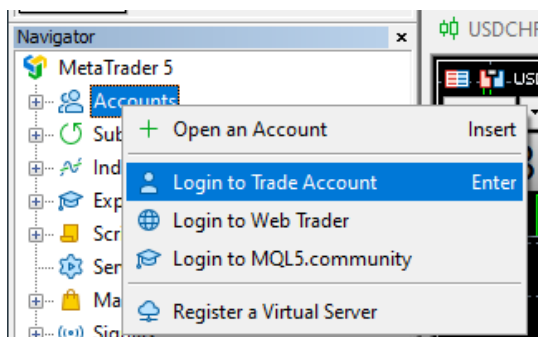 Navigator
USDCHF
MetaTrader 5
Accounts
Open an Account Insert
Login to Trade Account Enter
Login to Web Trader
Login to MQL5.community
Register a Virtual Server